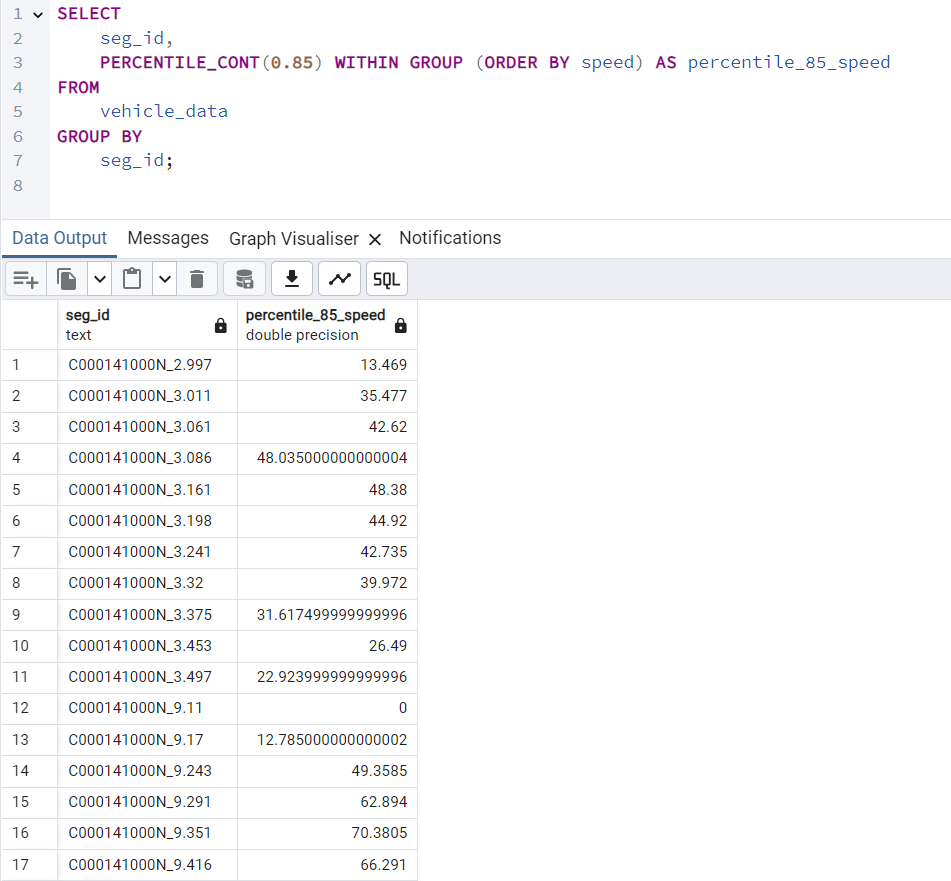 1 SELECT
2 seg_id,
3 PERCENTILE_CONT(0.85) WITHIN GROUP (ORDER BY speed) AS percentile_85_speed
4 FROM
5 vehicle_data
6 GROUP BY
7 seg_id;
8
Data Output Messages Graph Visualiser Notifications
SQL
seg_id percentile_85_speed
text double precision
1 C000141000N_2.997 13.469
2 C000141000N_3.011 35.477
3 C000141000N_3.061 42.62
4 C000141000N_3.086 48.035000000000004
5 C000141000N_3.161 48.38
6 C000141000N_3.198 44.92
7 C000141000N_3.241 42.735
8 C000141000N_3.32 39.972
9 C000141000N_3.375 31.617499999999996
10 C000141000N_3.453 26.49
11 C000141000N_3.497 22.923999999999996
12 C000141000N_9.11 0
13 C000141000N_9.17 12.785000000000002
14 C000141000N_9.243 49.3585
15 C000141000N_9.291 62.894
16 C000141000N_9.351 70.3805
17 C000141000N_9.416 66.291